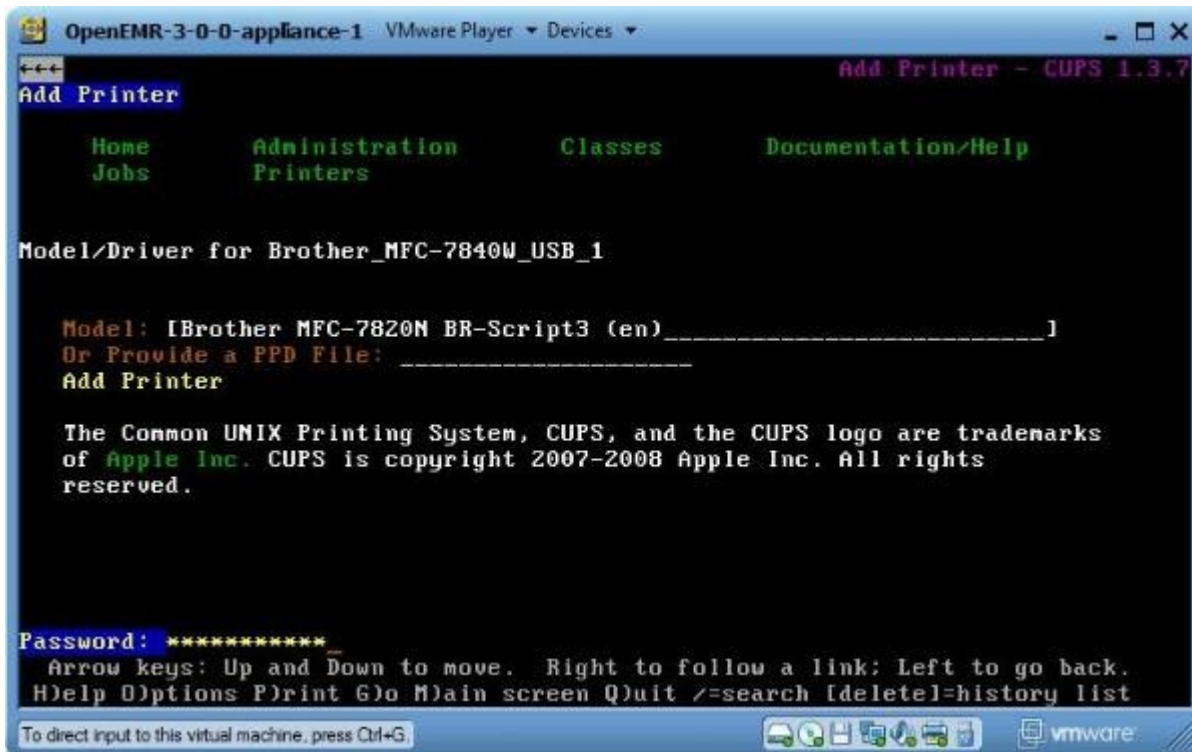 OpenEMR-3-0-0-appliance-1 VMware Player Devices
←←← Add Printer - CUPS 1.3.7
Add Printer
Home Administration Classes Documentation/Help
Jobs Printers
Model/Driver for Brother_MFC-7840W_USB_1
Model: [Brother MFC-7820N BR-Script3 (en)__________________________]
Or Provide a PPD File: ____________________
Add Printer
The Common UNIX Printing System, CUPS, and the CUPS logo are trademarks
of Apple Inc. CUPS is copyright 2007-2008 Apple Inc. All rights
reserved.
Password: ***********_
Arrow keys: Up and Down to move. Right to follow a link; Left to go back.
H)elp O)ptions P)rint G)o M)ain screen Q)uit /=search [delete]=history list
To direct input to this virtual machine, press Ctrl+G.
vmware